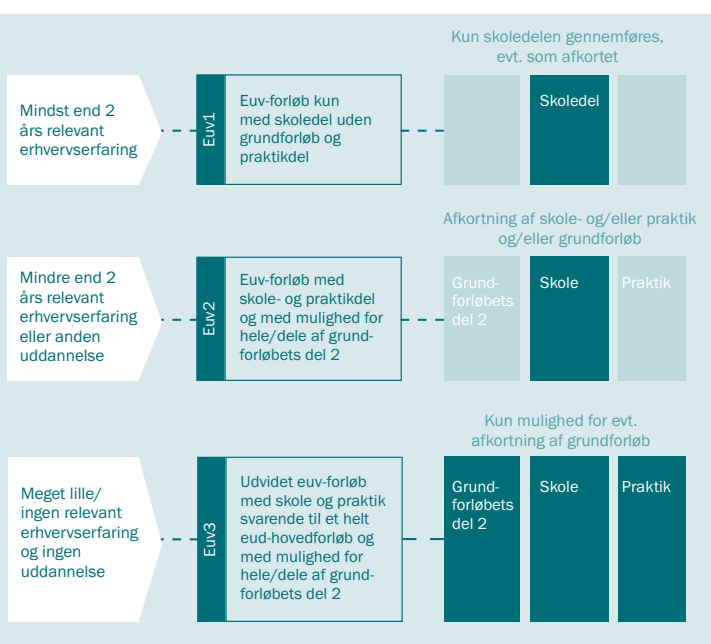 Kun skoledelen gennemføres,
evt. som afkortet
Mindst end 2
års relevant
erhvervserfaring
Euv1
Euv-forløb kun
med skoledel uden
grundforløb og
praktikdel
Skoledel
Afkortning af skole- og/eller praktik
og/eller grundforløb
Mindre end 2
års relevant
erhvervserfaring
eller anden
uddannelse
Euv2
Euv-forløb med
skole- og praktikdel
og med mulighed for
hele/dele af grund-
forløbets del 2
Grund-
forløbets
del 2
Skole
Praktik
Kun mulighed for evt.
afkortning af grundforløb
Meget lille/
ingen relevant
erhvervserfaring
og ingen
uddannelse
Euv3
Udvidet euv-forløb
med skole og praktik
svarende til et helt
eud-hovedforløb og
med mulighed for
hele/dele af grund-
forløbets del 2
Grund-
forløbets
del 2
Skole
Praktik